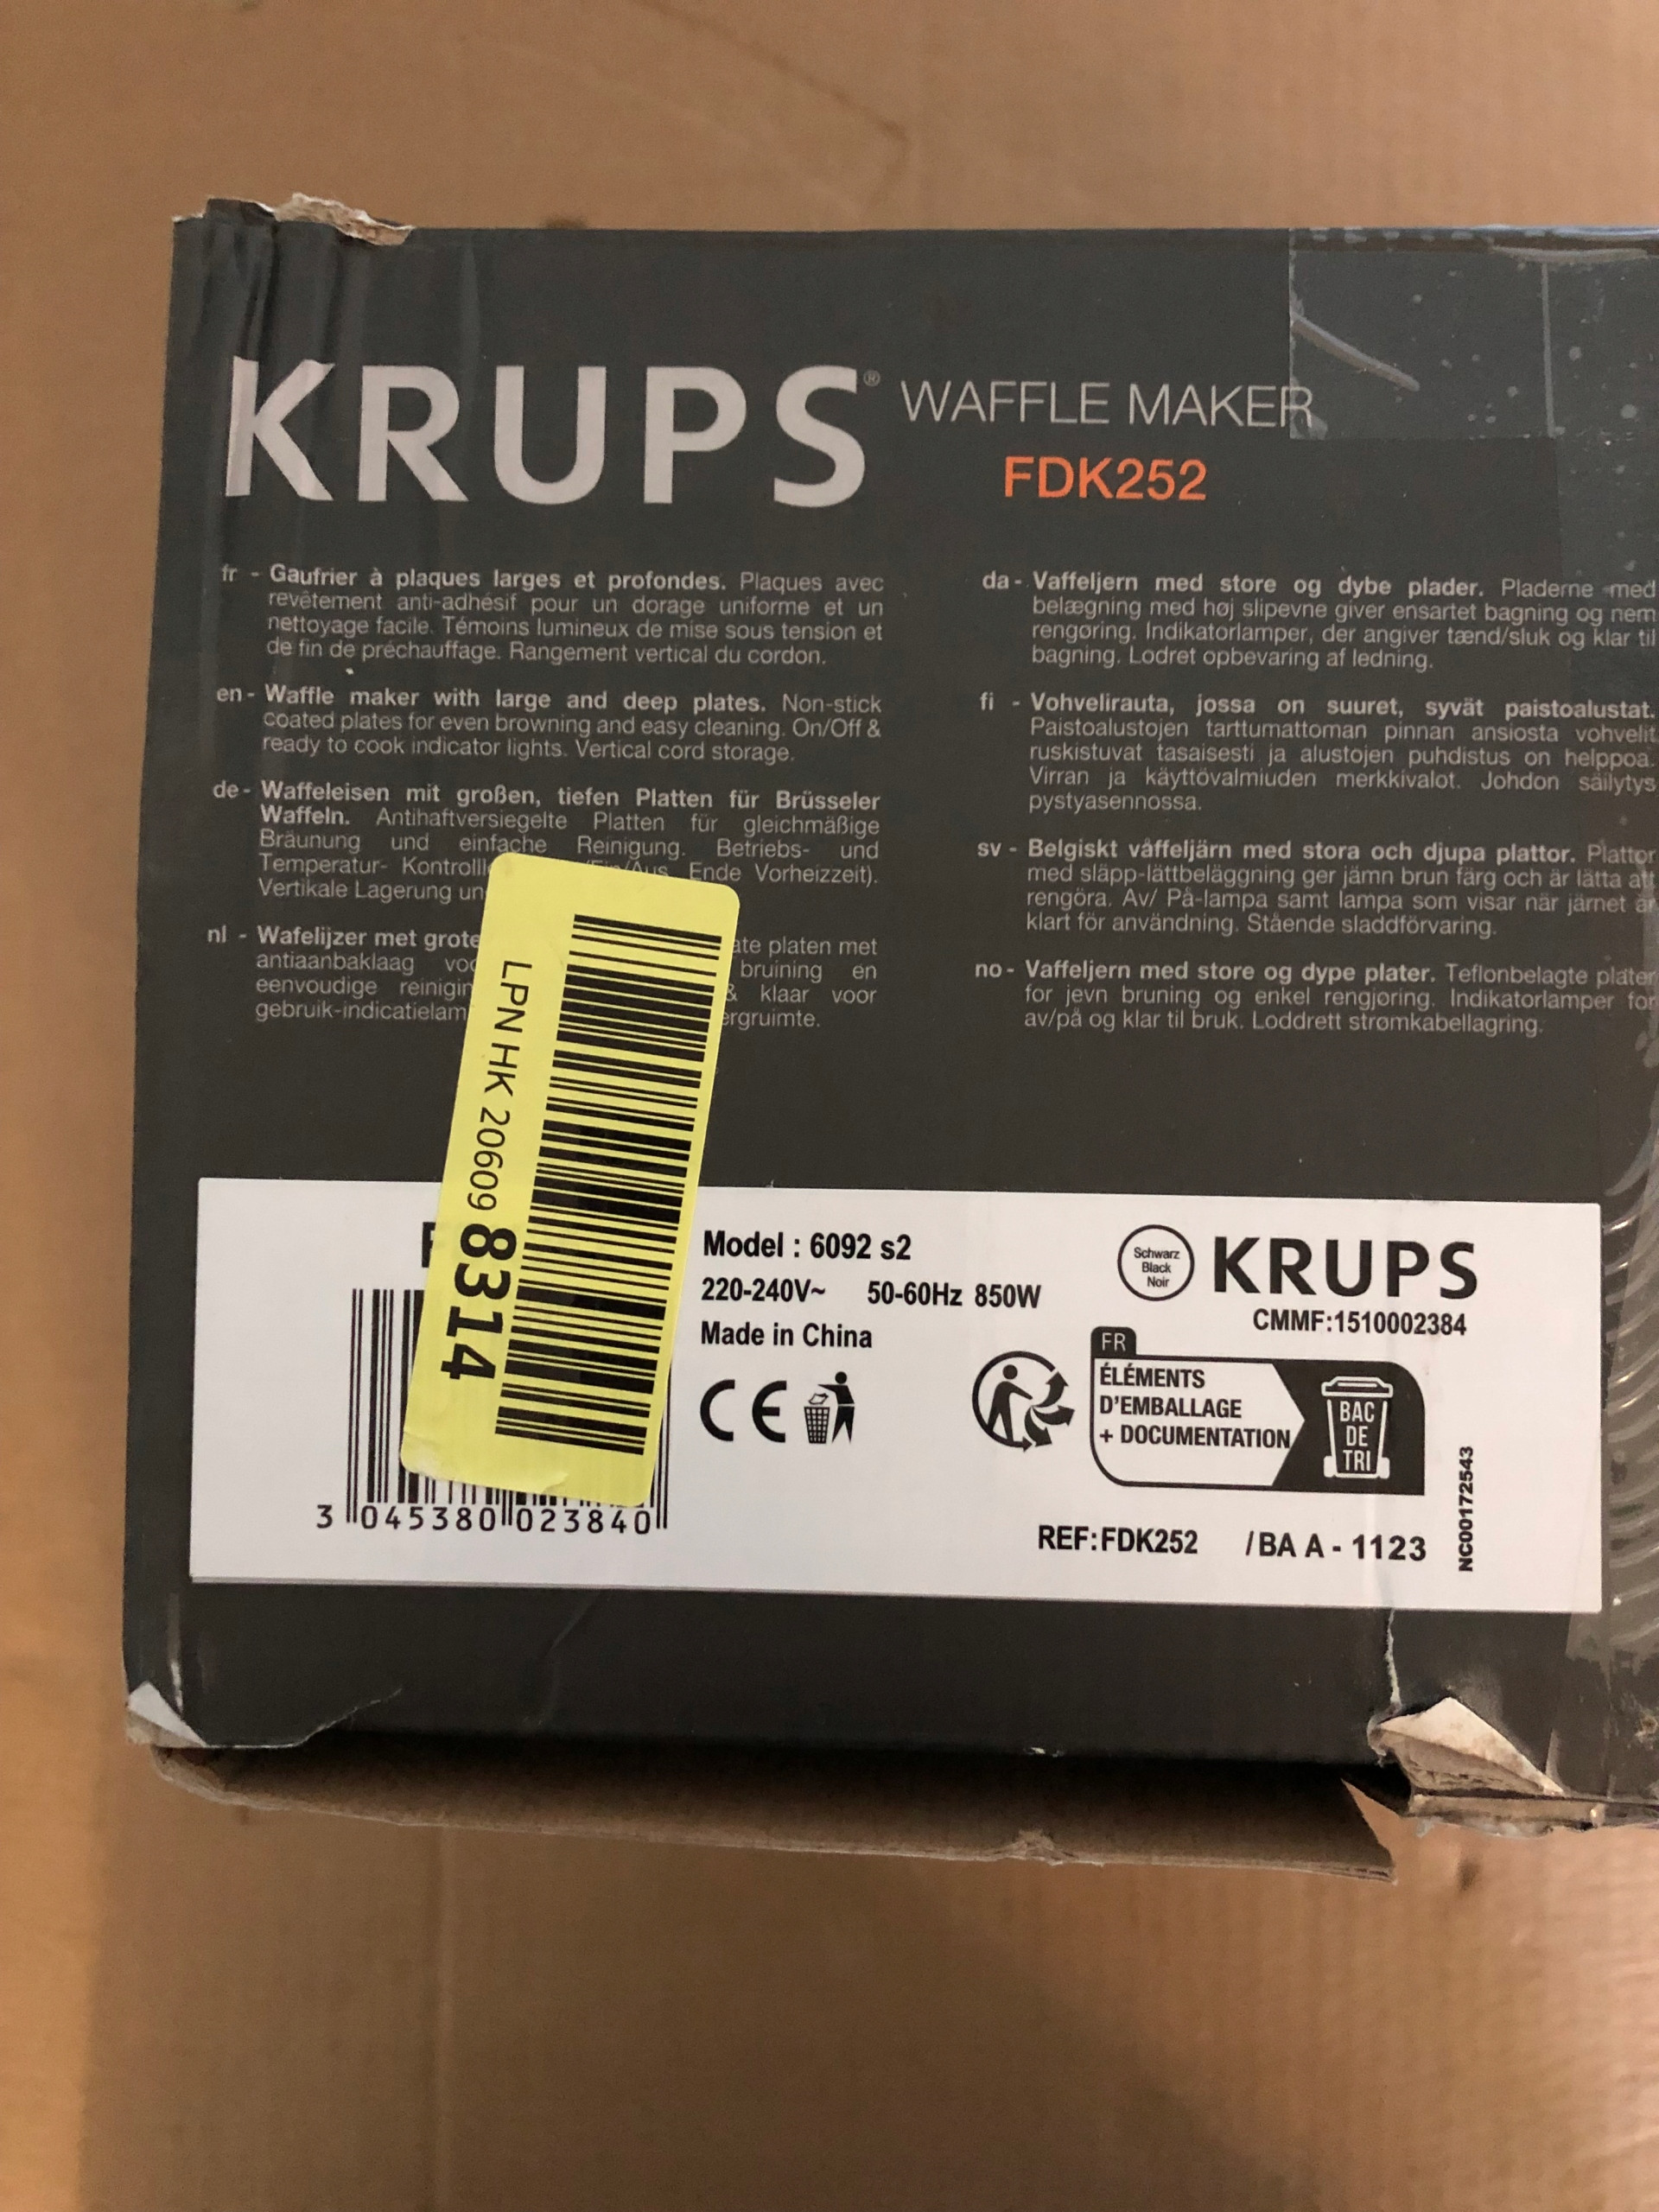 KRUPS® WAFFLE MAKER
FDK252
fr - Gaufrier à plaques larges et profondes. Plaques avec
revêtement anti-adhésif pour un dorage uniforme et un
nettoyage facile. Témoins lumineux de mise sous tension et
de fin de préchauffage. Rangement vertical du cordon.
en - Waffle maker with large and deep plates. Non-stick
coated plates for even browning and easy cleaning. On/Off &
ready to cook indicator lights. Vertical cord storage.
de - Waffeleisen mit großen, tiefen Platten für Brüsseler
Waffeln. Antihaftversiegelte Platten für gleichmäßige
Bräunung und einfache Reinigung. Betriebs- und
Temperatur- Ende Vorheizzeit).
Vertikale Lagerung
nl - Wafelijzer met platen met
antiaanbaklaag bruining en
eenvoudige & klaar voor
da - Vaffeljern med store og dybe plader. Pladerne med
belægning med høj slipevne giver ensartet bagning og nem
rengøring. Indikatorlamper, der angiver tænd/sluk og klar til
bagning. Lodret opbevaring af ledning.
fi - Vohvelirauta, jossa on suuret, syvät paistoalustat.
Paistoalustojen tarttumattoman pinnan ansiosta vohvelit
ruskistuvat tasaisesti ja alustojen puhdistus on helppoa.
Virran ja käyttövalmiuden merkkivalot. Johdon säilytys
pystyasennossa.
sv - Belgiskt våffeljärn med stora och djupa plattor. Plattor
med släpp-lättbeläggning ger jämn brun färg och är lätta att
rengöra. Av/ På-lampa samt lampa som visar när järnet är
klart för användning. Stående sladdförvaring.
no - Vaffeljern med store og dype plater. Teflonbelagte plater
for jevn bruning og enkel rengjøring. Indikatorlamper for
av/på og klar til bruk. Loddrett strømkabellagring.
LPN HK 20609 8314
3 045380 023840
Model : 6092 s2
220-240V~ 50-60Hz 850W
Made in China
CE
Schwarz
Black
Noir
KRUPS
CMMF:1510002384
FR
ÉLÉMENTS
D'EMBALLAGE
+ DOCUMENTATION
BAC
DE
TRI
REF:FDK252 /BA A - 1123
NC00172543